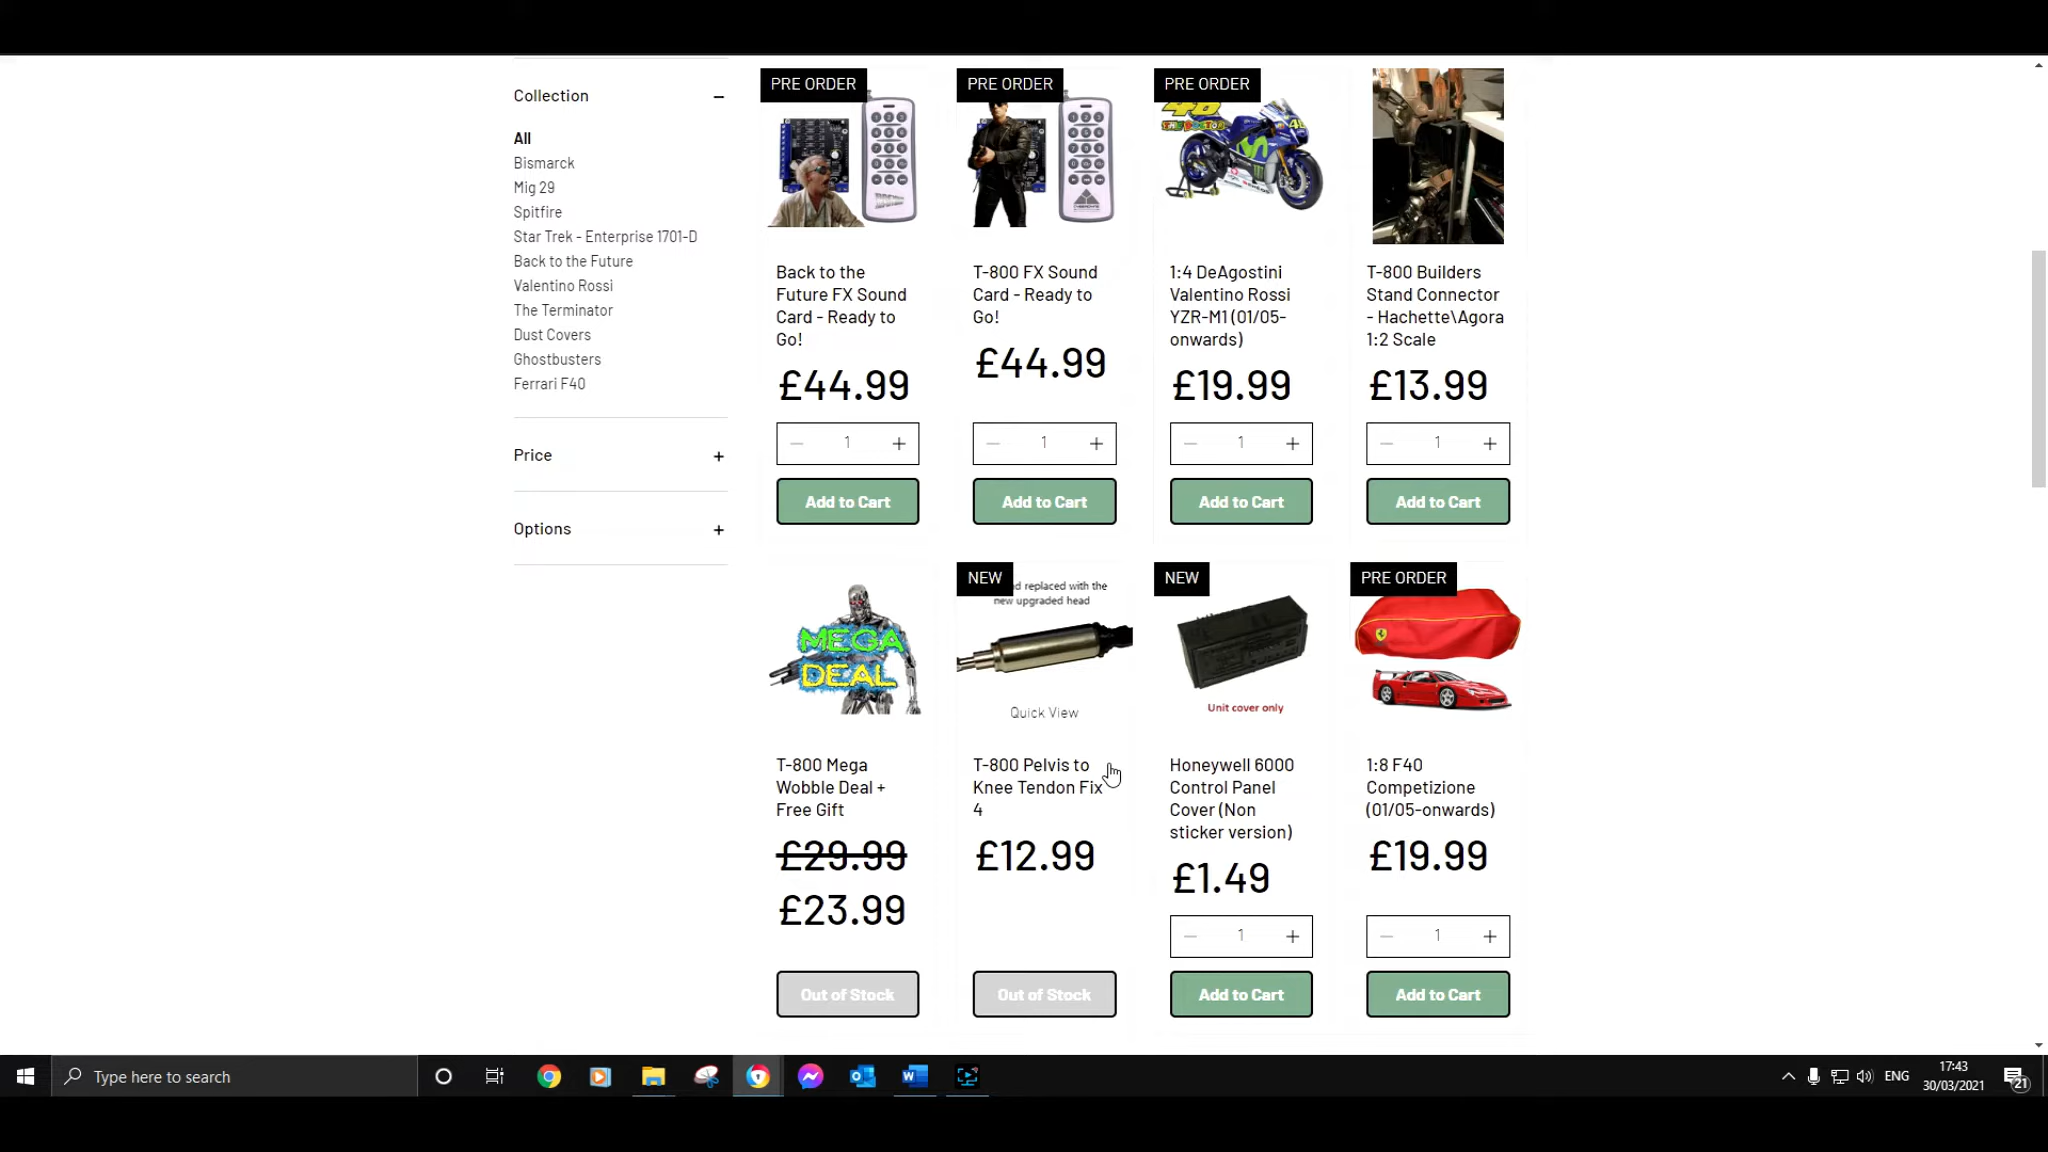 Collection
All
Bismarck
Mig 29
Spitfire
Star Trek - Enterprise 1701-D
Back to the Future
Valentino Rossi
The Terminator
Dust Covers
Ghostbusters
Ferrari F40
Price
Options
PRE ORDER
Back to the
Future FX Sound
Card - Ready to
Go!
£44.99
1
Add to Cart
PRE ORDER
T-800 FX Sound
Card - Ready to
Go!
£44.99
1
Add to Cart
PRE ORDER
1:4 DeAgostini
Valentino Rossi
YZR-M1 (01/05-
onwards)
£19.99
1
Add to Cart
T-800 Builders
Stand Connector
- Hachette\Agora
1:2 Scale
£13.99
1
Add to Cart
MEGA
DEAL
T-800 Mega
Wobble Deal +
Free Gift
£29.99
£23.99
Out of Stock
NEW
replaced with the
new upgraded head
Quick View
T-800 Pelvis to
Knee Tendon Fix
4
£12.99
Out of Stock
NEW
Unit cover only
Honeywell 6000
Control Panel
Cover (Non
sticker version)
£1.49
1
Add to Cart
PRE ORDER
1:8 F40
Competizione
(01/05-onwards)
£19.99
1
Add to Cart
Type here to search
ENG
17:43
30/03/2021
21